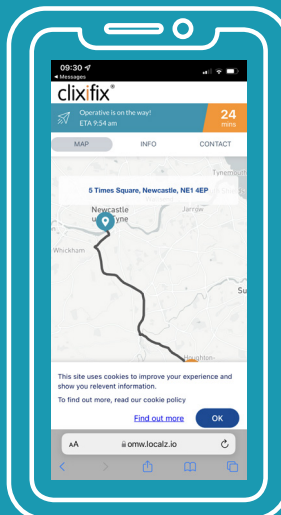 09:30
Messages
clixifix®
Operative is on the way!
ETA 9:54 am
24
mins
MAP
INFO
CONTACT
Tynemou
5 Times Square, Newcastle, NE1 4EP
Newcastle
u Tyne
Jarrow
Whickham
Su
Houghton-
This site uses cookies to improve your experience and
show you relevent information.
To find out more, read our cookie policy
Find out more
OK
AA
omw.localz.io